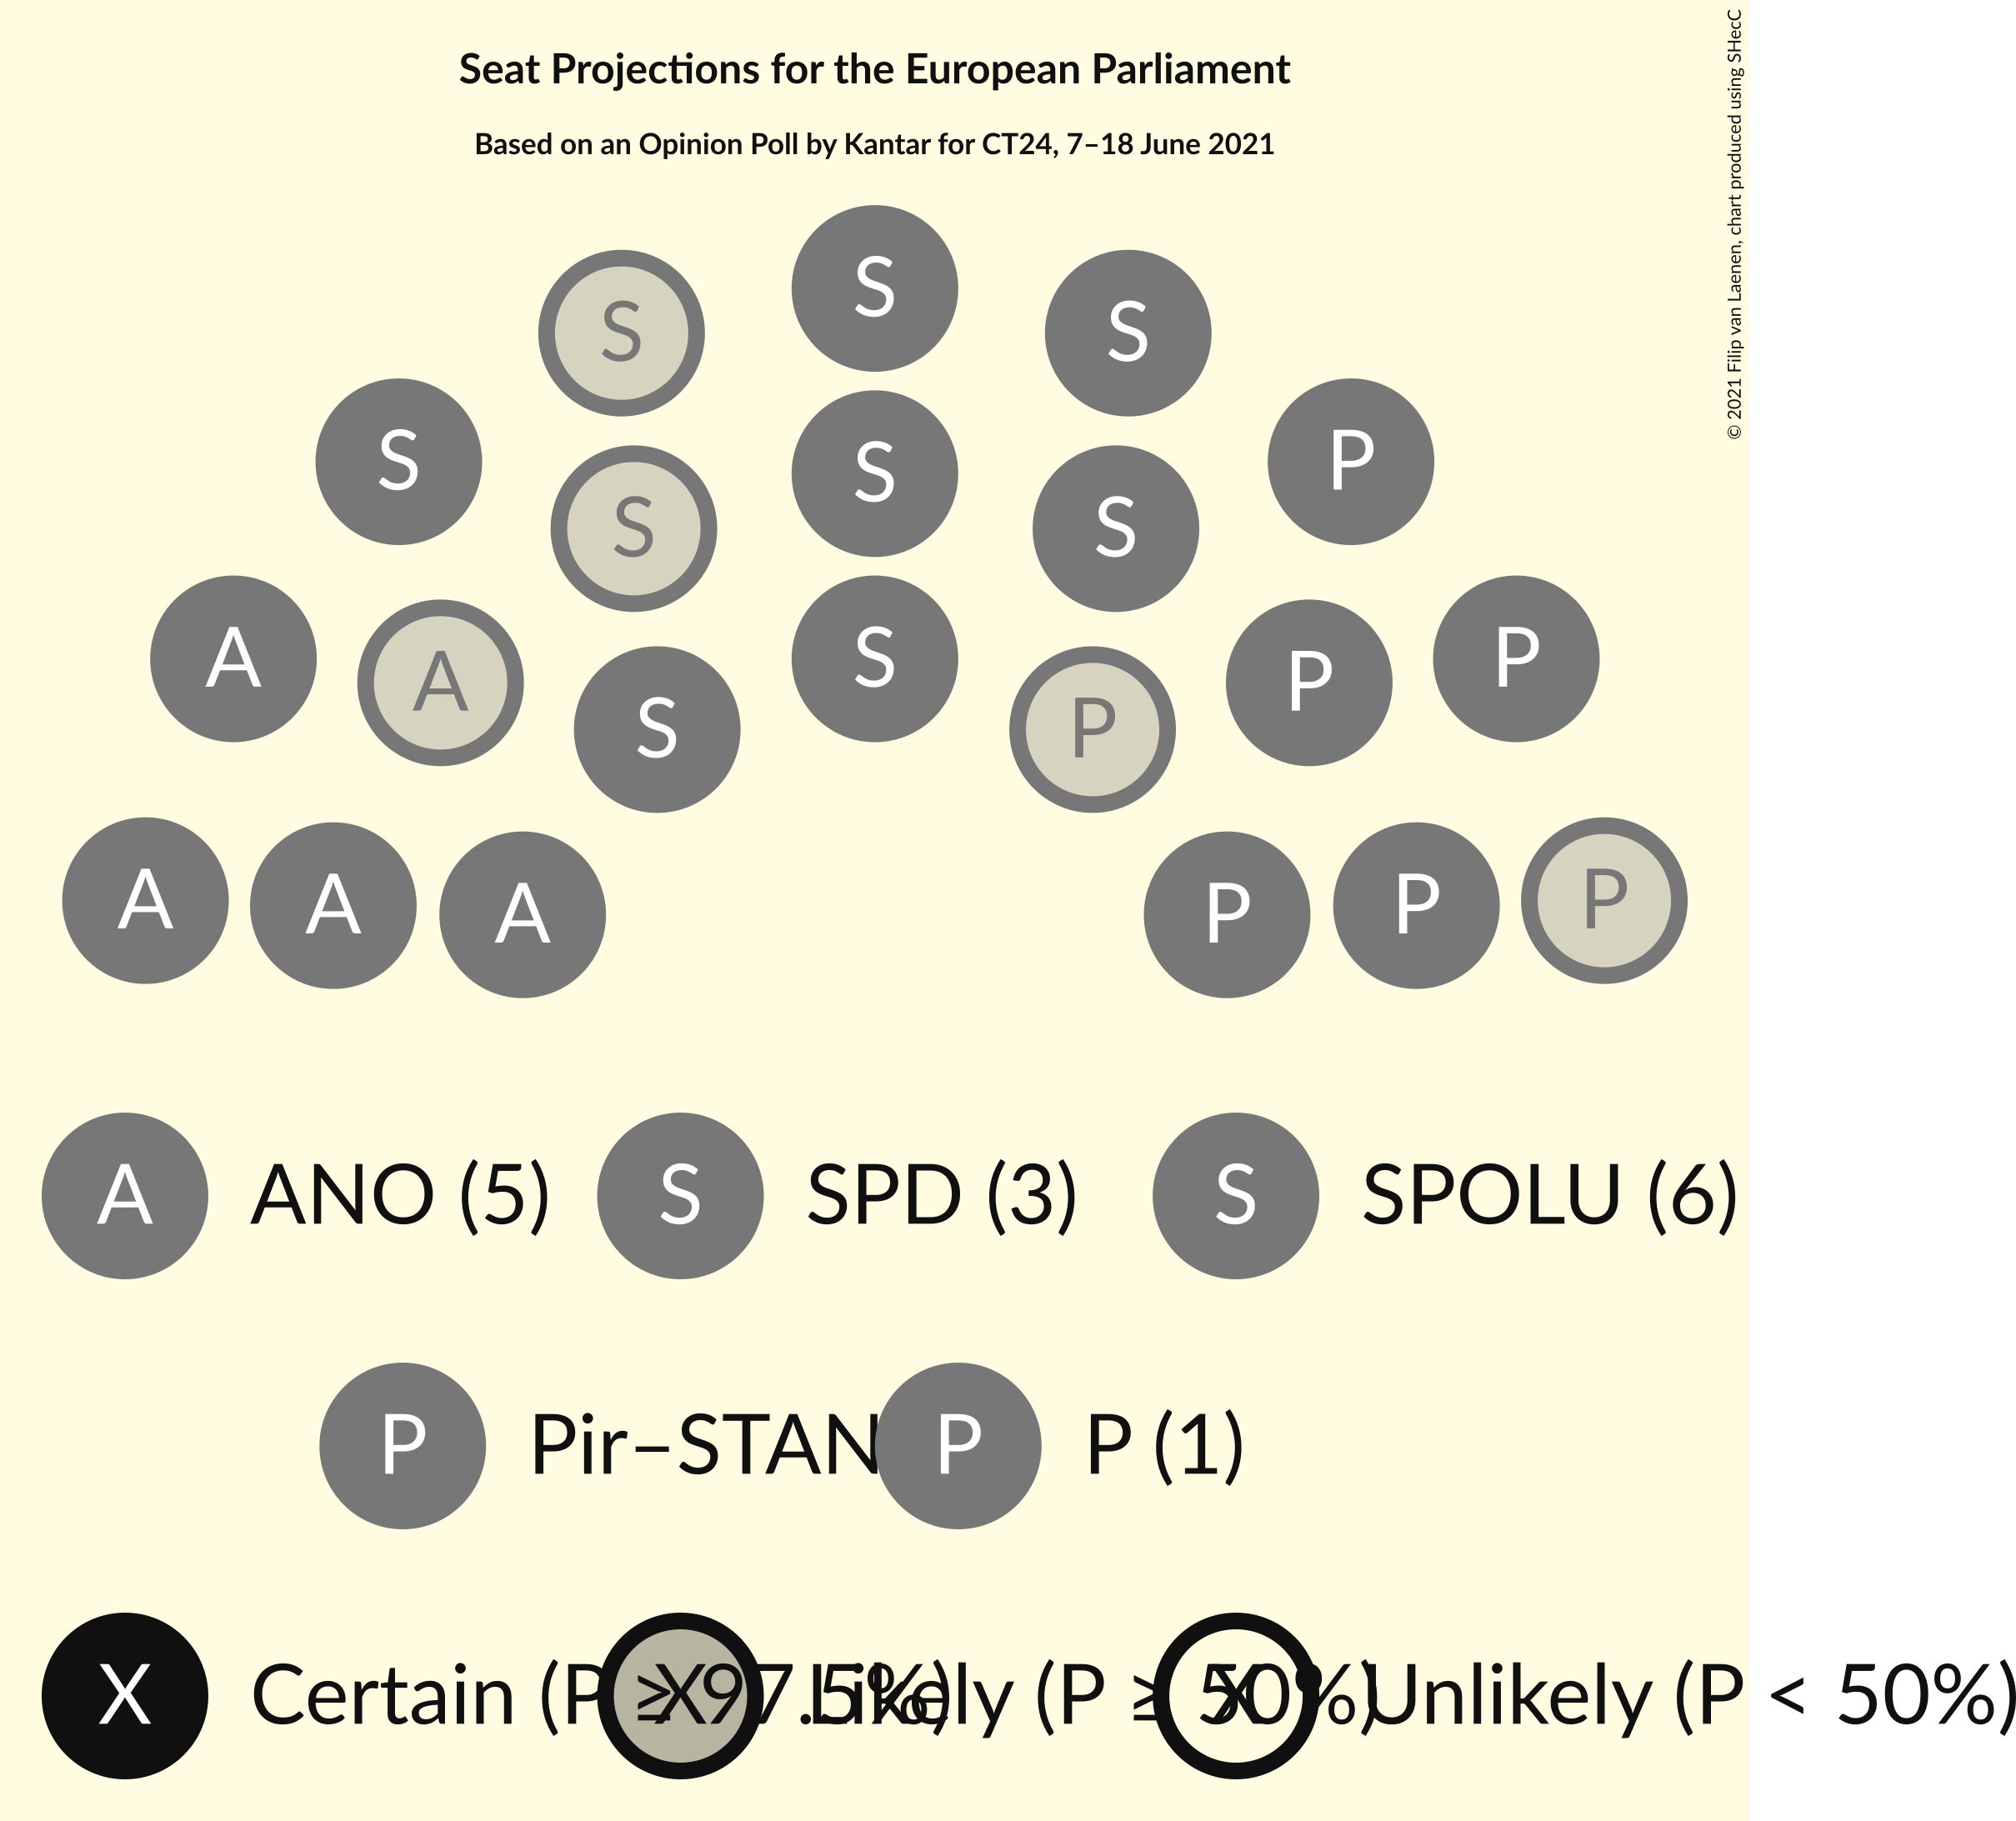 Seat Projections for the European Parliament
Based on an Opinion Poll by Kantar for CT24, 7–18 June 2021
© 2021 Filip van Laenen, chart produced using SHecC
S
S S
S P
S
S S
A P
S
A P
S P
A P
A P
A P
A ANO (5) S SPD (3) S SPOLU (6)
P Pir–STAN P P (1)
X Certain (P ≥ 97.5%) X Likely (P ≥ 50%) X Unlikely (P < 50%)